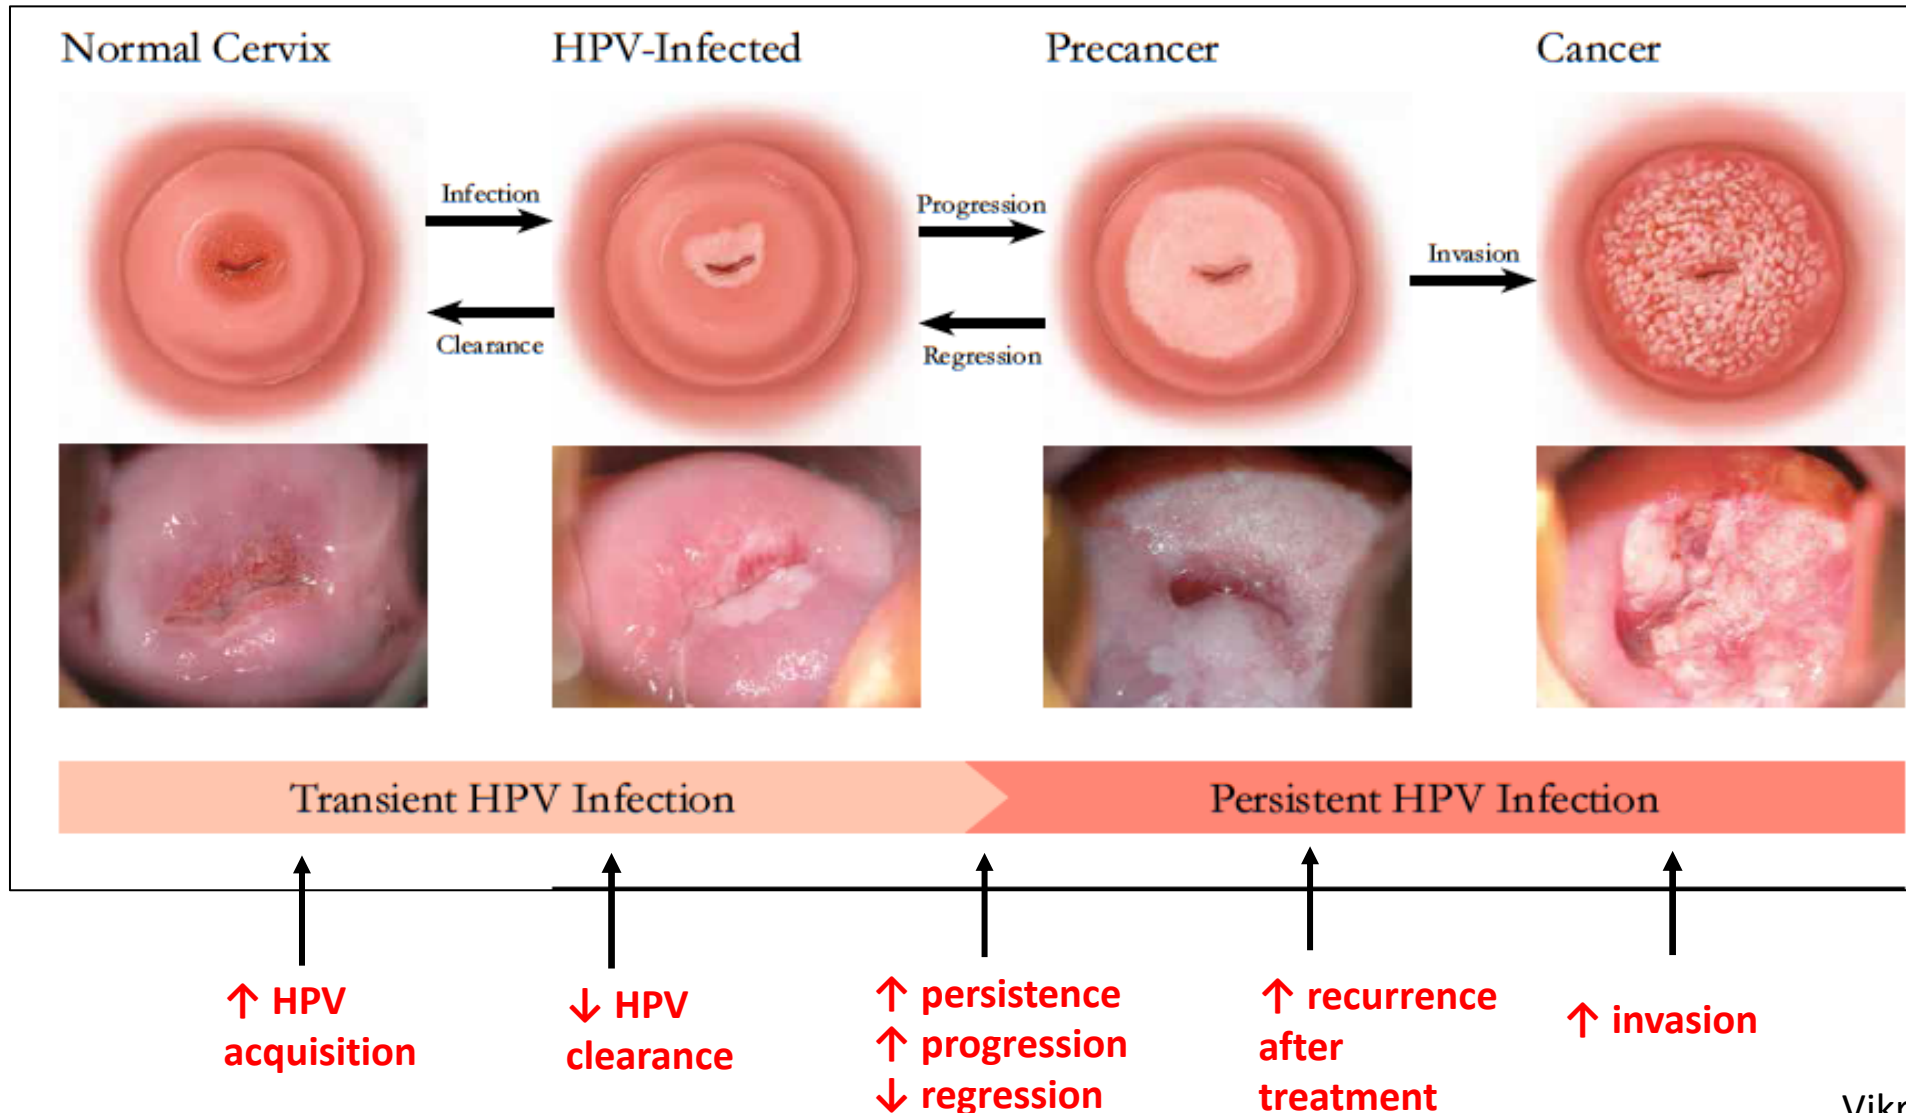 Normal Cervix
HPV-Infected
Precancer
Cancer
Infection
Clearance
Progression
Regression
Invasion
Transient HPV Infection
Persistent HPV Infection
↑ HPV
acquisition
↓ HPV
clearance
↑ persistence
↑ progression
↓ regression
↑ recurrence
after
treatment
↑ invasion